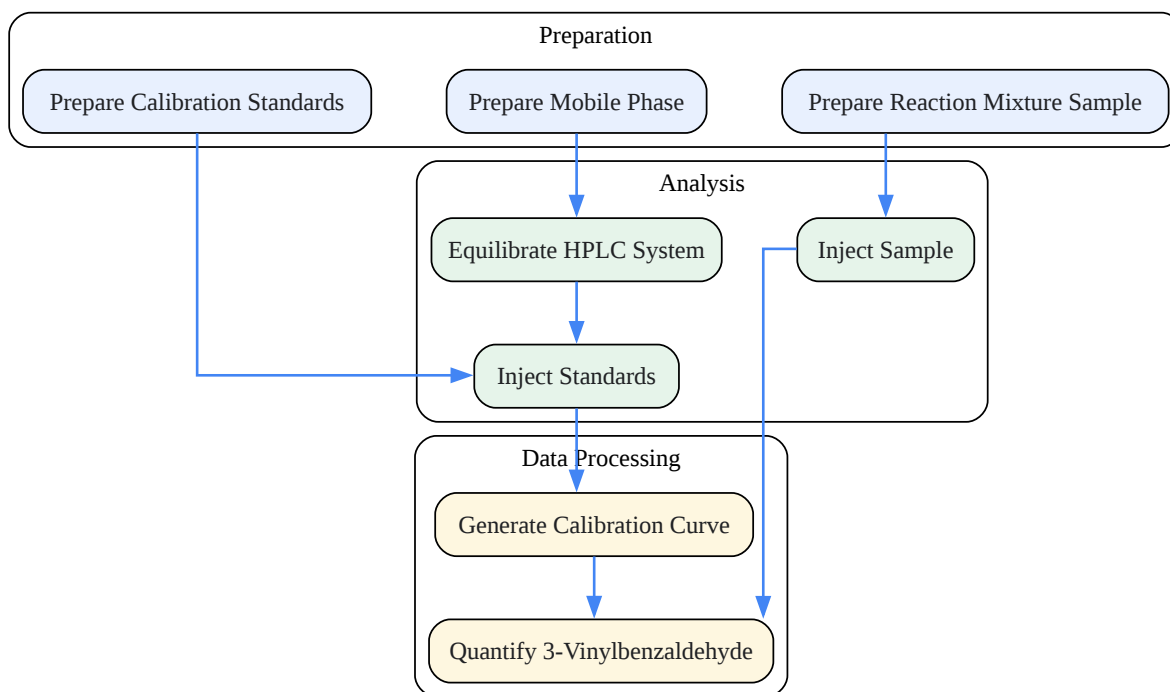 Preparation
Prepare Calibration Standards
Prepare Mobile Phase
Prepare Reaction Mixture Sample
Analysis
Equilibrate HPLC System
Inject Sample
Inject Standards
Data Processing
Generate Calibration Curve
Quantify 3-Vinylbenzaldehyde